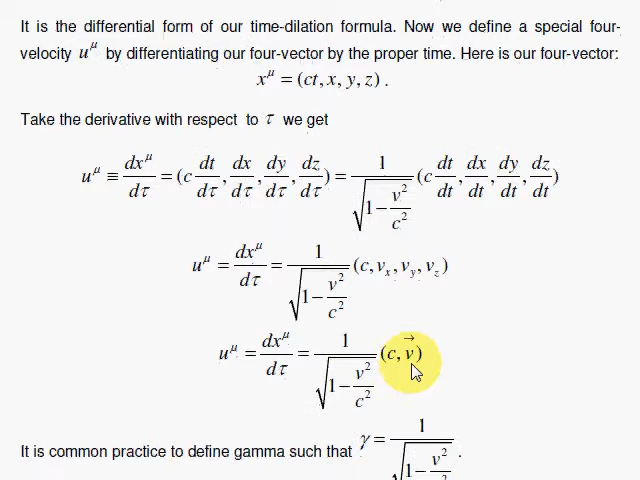 It is the differential form of our time-dilation formula. Now we define a special four-
velocity u^μ by differentiating our four-vector by the proper time. Here is our four-vector:
x^μ = (ct, x, y, z) .
Take the derivative with respect to τ we get
u^μ ≡ dx^μ/dτ = (c dt/dτ, dx/dτ, dy/dτ, dz/dτ) = 1/√(1−v²/c²) (c dt/dt, dx/dt, dy/dt, dz/dt)
u^μ = dx^μ/dτ = 1/√(1−v²/c²) (c, v_x, v_y, v_z)
u^μ = dx^μ/dτ = 1/√(1−v²/c²) (c, v⃗)
It is common practice to define gamma such that γ = 1/√(1−v²/c²) .